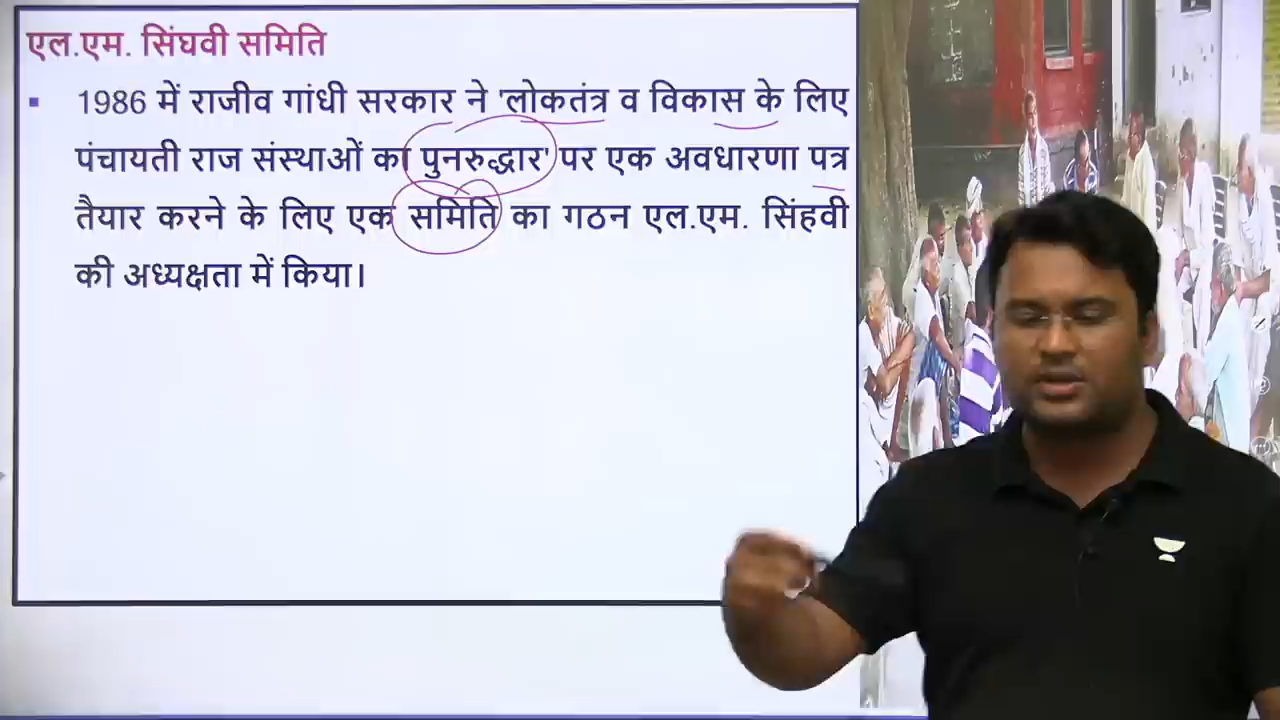 एल.एम. सिंघवी समिति
▪ 1986 में राजीव गांधी सरकार ने 'लोकतंत्र व विकास के लिए
पंचायती राज संस्थाओं का पुनरुद्धार' पर एक अवधारणा पत्र
तैयार करने के लिए एक समिति का गठन एल.एम. सिंहवी
की अध्यक्षता में किया।